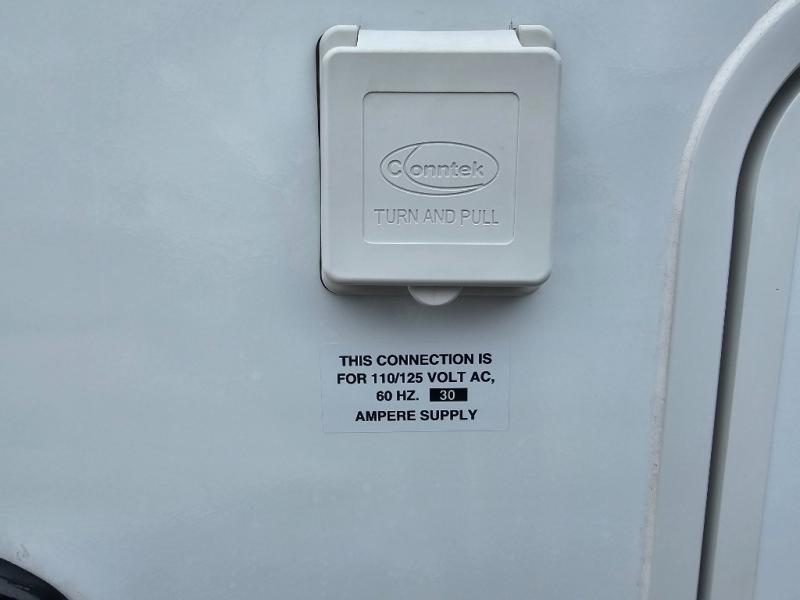 Conntek
TURN AND PULL
THIS CONNECTION IS
FOR 110/125 VOLT AC,
60 HZ. 30
AMPERE SUPPLY